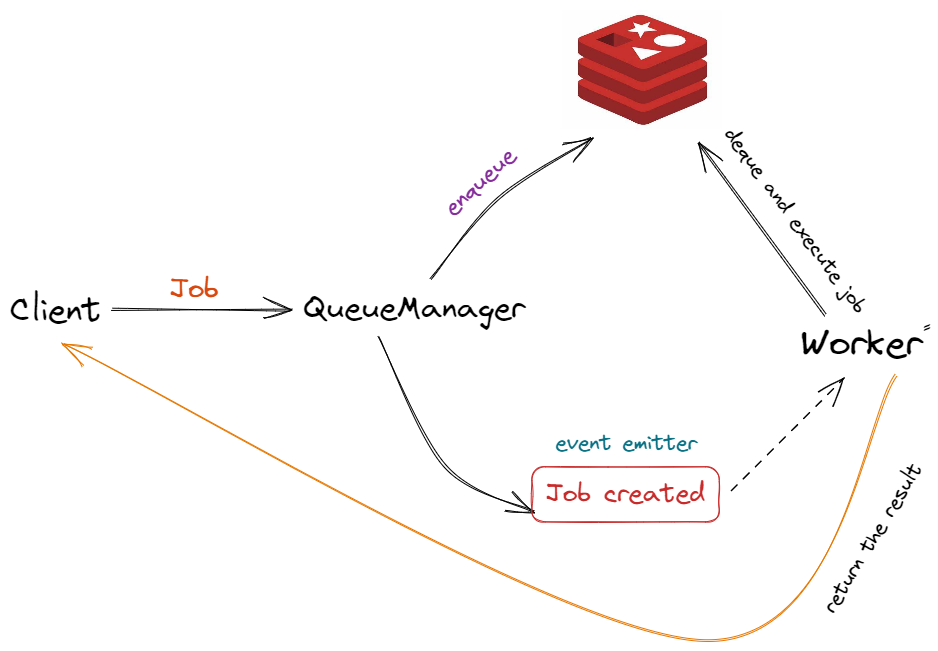 enqueue
deque and execute job
Job
Client
QueueManager
Worker
event emitter
Job created
return the result